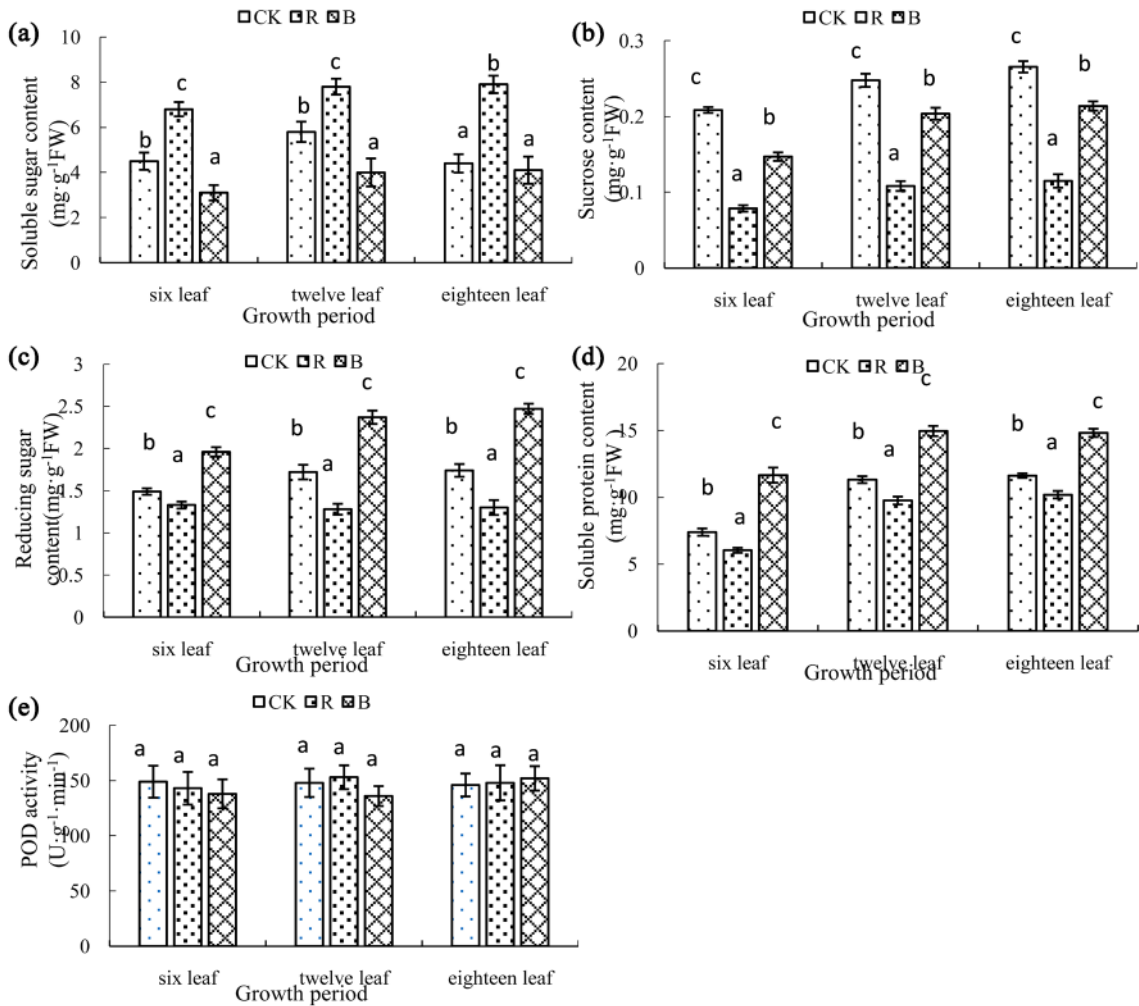 (a)
CK R B
Soluble sugar content
(mg·g-1FW)
10
8
6
4
2
0
b c a
b c a
a b a
six leaf twelve leaf eighteen leaf
Growth period
(b)
CK R B
Sucrose content
(mg·g-1FW)
0.3
0.2
0.1
0
c a b
c a b
c a b
six leaf twelve leaf eighteen leaf
Growth period
(c)
CK R B
Reducing sugar
content(mg·g-1FW)
3
2.5
2
1.5
1
0.5
0
b a c
b a c
b a c
six leaf twelve leaf eighteen leaf
Growth period
(d)
CK R B
Soluble protein content
(mg·g-1FW)
20
15
10
5
0
b a c
b a c
b a c
six leaf twelve leaf eighteen leaf
Growth period
(e)
CK R B
POD activity
(U·g-1·min-1)
200
150
100
50
0
a a a
a a a
a a a
six leaf twelve leaf eighteen leaf
Growth period